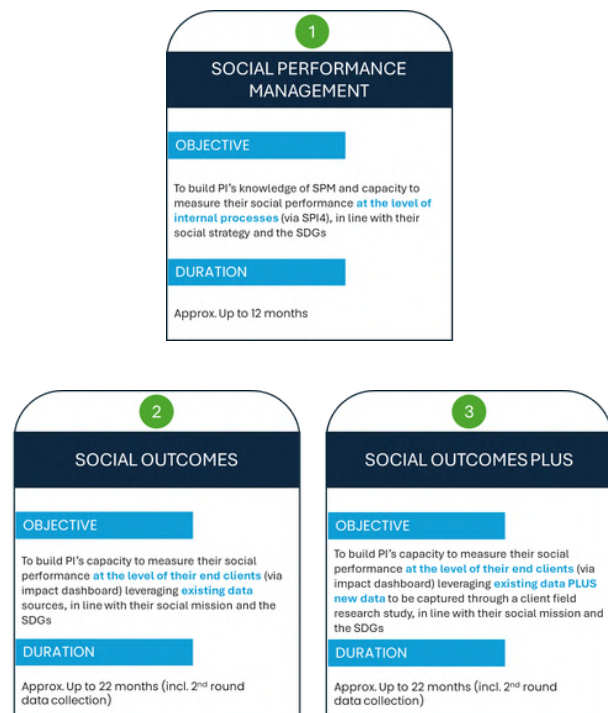 1
SOCIAL PERFORMANCE
MANAGEMENT
OBJECTIVE
To build PI's knowledge of SPM and capacity to
measure their social performance at the level of
internal processes (via SPI4), in line with their
social strategy and the SDGs
DURATION
Approx. Up to 12 months
2
SOCIAL OUTCOMES
OBJECTIVE
To build PI's capacity to measure their social
performance at the level of their end clients (via
impact dashboard) leveraging existing data
sources, in line with their social mission and the
SDGs
DURATION
Approx. Up to 22 months (incl. 2nd round
data collection)
3
SOCIAL OUTCOMES PLUS
OBJECTIVE
To build PI's capacity to measure their social
performance at the level of their end clients (via
impact dashboard) leveraging existing data PLUS
new data to be captured through a client field
research study, in line with their social mission and
the SDGs
DURATION
Approx. Up to 22 months (incl. 2nd round
data collection)